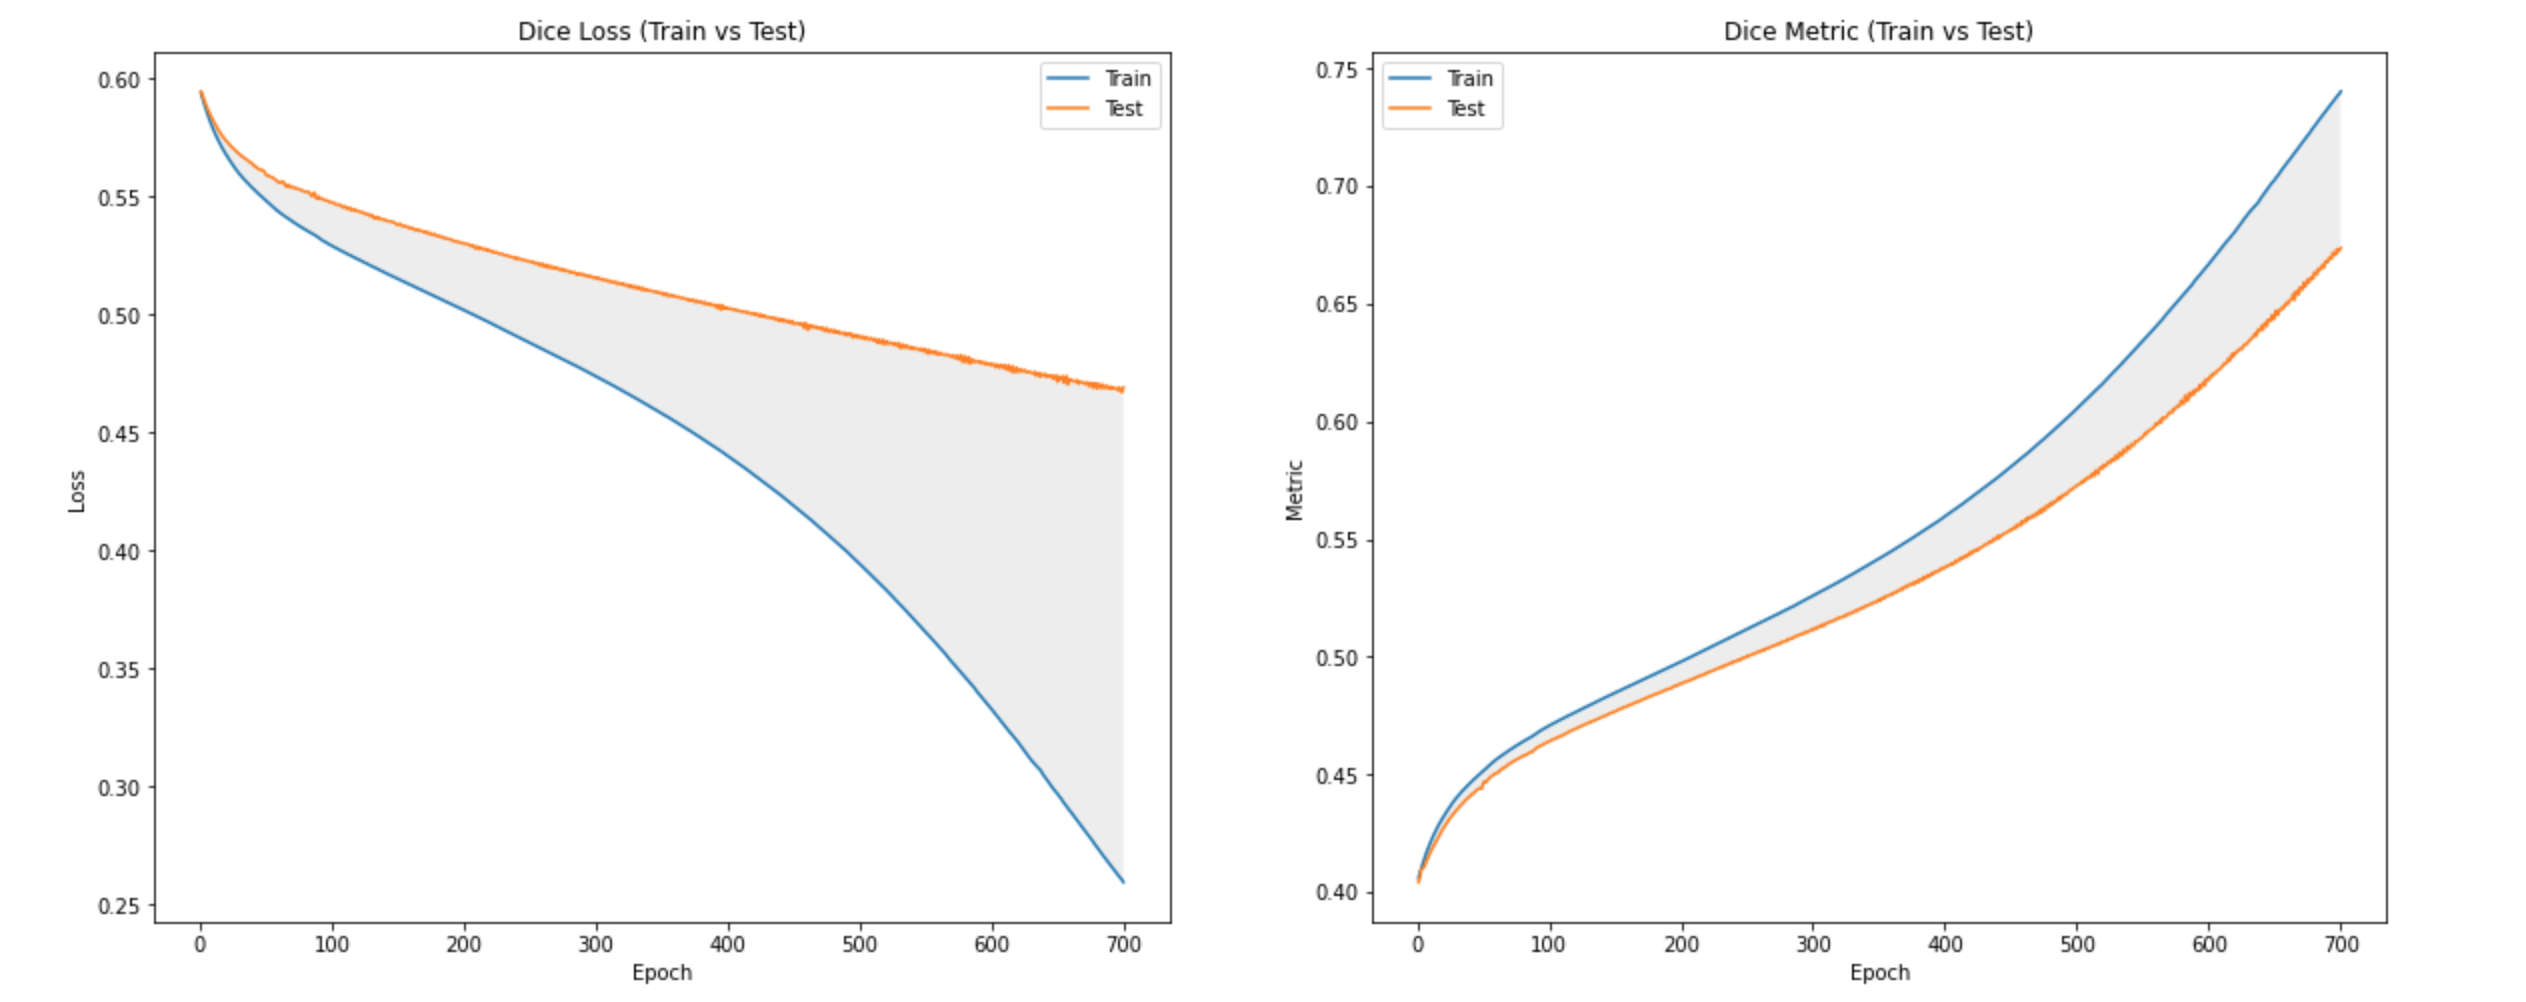 Dice Loss (Train vs Test)
Train
Test
0.60
0.55
0.50
0.45
0.40
0.35
0.30
0.25
Loss
0 100 200 300 400 500 600 700
Epoch
Dice Metric (Train vs Test)
Train
Test
0.75
0.70
0.65
0.60
0.55
0.50
0.45
0.40
Metric
0 100 200 300 400 500 600 700
Epoch